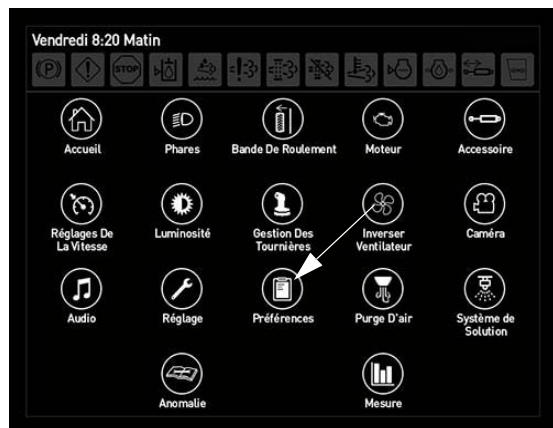 Vendredi 8:20 Matin
(P) STOP
Accueil
Phares
Bande De Roulement
Moteur
Accessoire
Réglages De
La Vitesse
Luminosité
Gestion Des
Tournières
Inverser
Ventilateur
Caméra
Audio
Réglage
Préférences
Purge D'air
Système de
Solution
Anomalie
Mesure